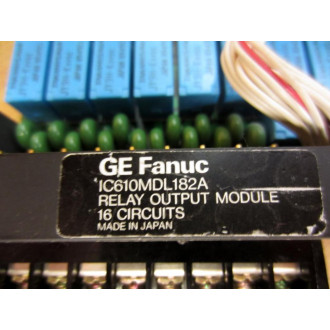 GE Fanuc
IC610MDL182A
RELAY OUTPUT MODULE
16 CIRCUITS
MADE IN JAPAN